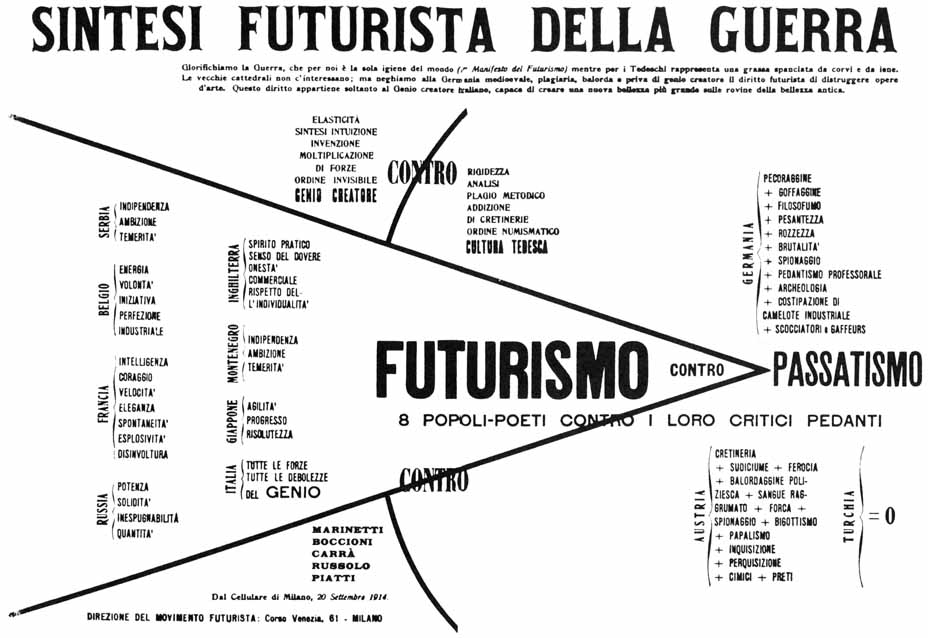 SINTESI FUTURISTA DELLA GUERRA
Glorifichiamo la Guerra, che per noi è la sola igiene del mondo (1° Manifesto del Futurismo) mentre per i Tedeschi rappresenta una grassa spanciata da corvi e da iene.
Le vecchie cattedrali non c'interessano; ma neghiamo alla Germania medioevale, plagiaria, balorda e priva di genio creatore il diritto futurista di distruggere opere
d'arte. Questo diritto appartiene soltanto al Genio creatore Italiano, capace di creare una nuova bellezza più grande sulle rovine della bellezza antica.
ELASTICITÀ
SINTESI INTUIZIONE
INVENZIONE
MOLTIPLICAZIONE
DI FORZE
ORDINE INVISIBILE
GENIO CREATORE
CONTRO
RIGIDEZZA
ANALISI
PLAGIO METODICO
ADDIZIONE
DI CRETINERIE
ORDINE NUMISMATICO
CULTURA TEDESCA
SERBIA
INDIPENDENZA
AMBIZIONE
TEMERITA'
BELGIO
ENERGIA
VOLONTA'
INIZIATIVA
PERFEZIONE
INDUSTRIALE
FRANCIA
INTELLIGENZA
CORAGGIO
VELOCITA'
ELEGANZA
SPONTANEITA'
ESPLOSIVITA'
DISINVOLTURA
RUSSIA
POTENZA
SOLIDITA'
INESPUGNABILITÀ
QUANTITA'
INGHILTERRA
SPIRITO PRATICO
SENSO DEL DOVERE
ONESTA'
COMMERCIALE
RISPETTO DEL-
L'INDIVIDUALITA'
MONTENEGRO
INDIPENDENZA
AMBIZIONE
TEMERITA'
GIAPPONE
AGILITA'
PROGRESSO
RISOLUTEZZA
ITALIA
TUTTE LE FORZE
TUTTE LE DEBOLEZZE
DEL GENIO
FUTURISMO CONTRO PASSATISMO
8 POPOLI-POETI CONTRO I LORO CRITICI PEDANTI
GERMANIA
PECORAGGINE
+ GOFFAGGINE
+ FILOSOFUMO
+ PESANTEZZA
+ ROZZEZZA
+ BRUTALITA'
+ SPIONAGGIO
+ PEDANTISMO PROFESSORALE
+ ARCHEOLOGIA
+ COSTIPAZIONE DI
CAMELOTE INDUSTRIALE
+ SCOCCIATORI e GAFFEURS
AUSTRIA
CRETINERIA
+ SUDICIUME + FEROCIA
+ BALORDAGGINE POLI-
ZIESCA + SANGUE RAG-
GRUMATO + FORCA +
SPIONAGGIO + BIGOTTISMO
+ PAPALISMO
+ INQUISIZIONE
+ PERQUISIZIONE
+ CIMICI + PRETI
TURCHIA
= 0
CONTRO
MARINETTI
BOCCIONI
CARRÀ
RUSSOLO
PIATTI
Dal Cellulare di Milano, 20 Settembre 1914.
DIREZIONE DEL MOVIMENTO FUTURISTA: Corso Venezia, 61 - MILANO